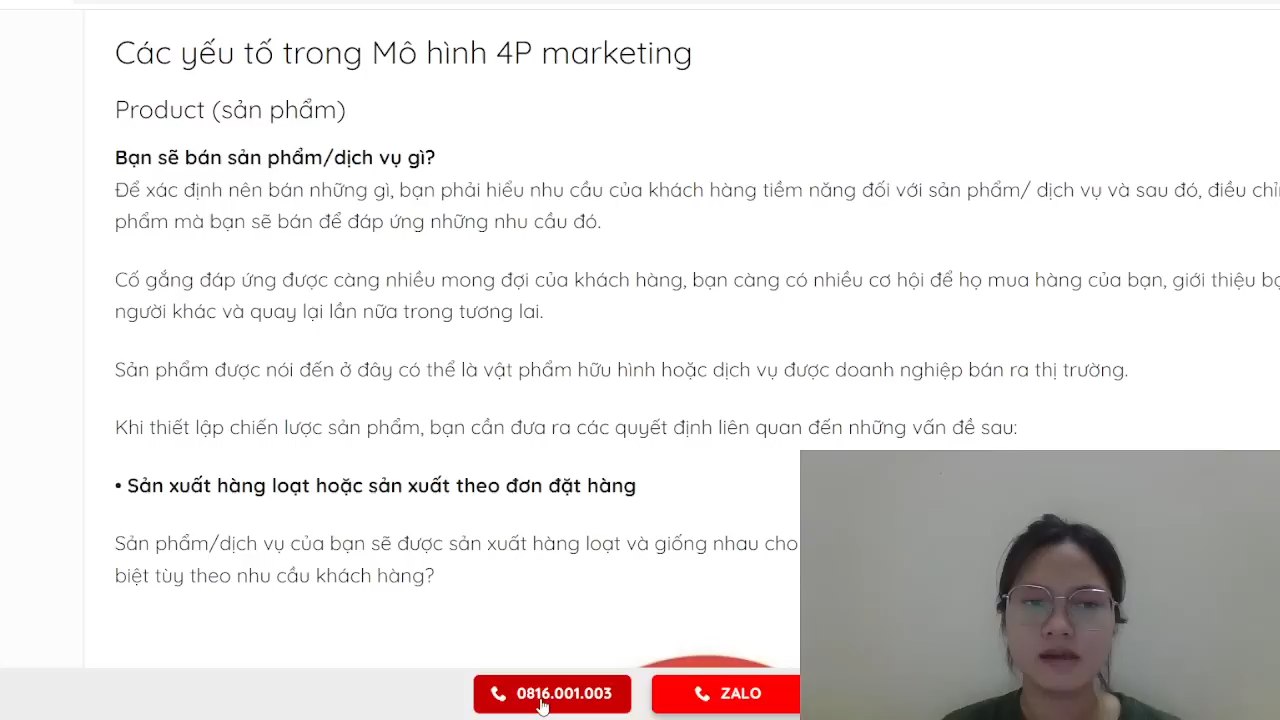 Các yếu tố trong Mô hình 4P marketing
Product (sản phẩm)
Bạn sẽ bán sản phẩm/dịch vụ gì?
Để xác định nên bán những gì, bạn phải hiểu nhu cầu của khách hàng tiềm năng đối với sản phẩm/ dịch vụ và sau đó, điều
phẩm mà bạn sẽ bán để đáp ứng những nhu cầu đó.
Cố gắng đáp ứng được càng nhiều mong đợi của khách hàng, bạn càng có nhiều cơ hội để họ mua hàng của bạn, giới thiệu
người khác và quay lại lần nữa trong tương lai.
Sản phẩm được nói đến ở đây có thể là vật phẩm hữu hình hoặc dịch vụ được doanh nghiệp bán ra thị trường.
Khi thiết lập chiến lược sản phẩm, bạn cần đưa ra các quyết định liên quan đến những vấn đề sau:
• Sản xuất hàng loạt hoặc sản xuất theo đơn đặt hàng
Sản phẩm/dịch vụ của bạn sẽ được sản xuất hàng loạt và giống nhau cho
biệt tùy theo nhu cầu khách hàng?
0816.001.003
ZALO